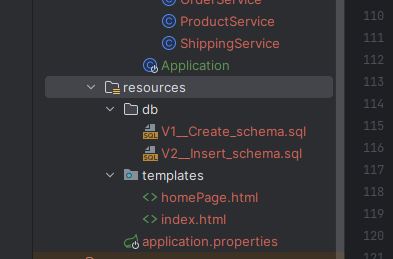 OrderService
ProductService
ShippingService
Application
resources
db
V1__Create_schema.sql
V2__Insert_schema.sql
templates
homePage.html
index.html
application.properties
110
111
112
113
114
115
116
117
118
119
120
121